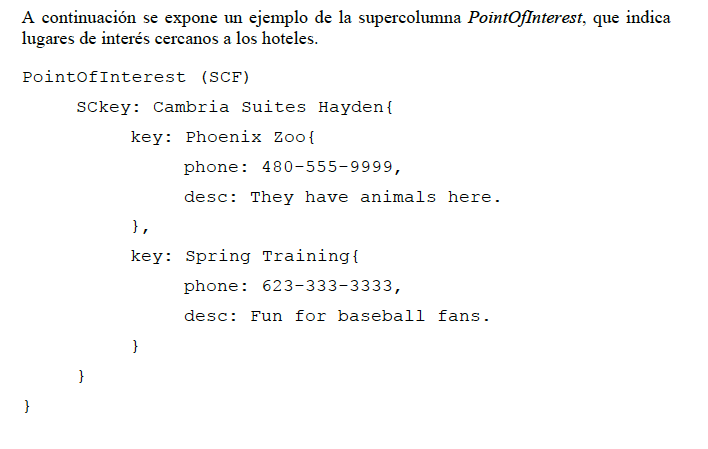 A continuación se expone un ejemplo de la supercolumna PointOfInterest, que indica
lugares de interés cercanos a los hoteles.
PointOfInterest (SCF)
SCkey: Cambria Suites Hayden{
key: Phoenix Zoo{
phone: 480-555-9999,
desc: They have animals here.
},
key: Spring Training{
phone: 623-333-3333,
desc: Fun for baseball fans.
}
}
}